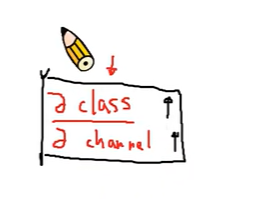 ∂ class ↑
∂ channel ↑